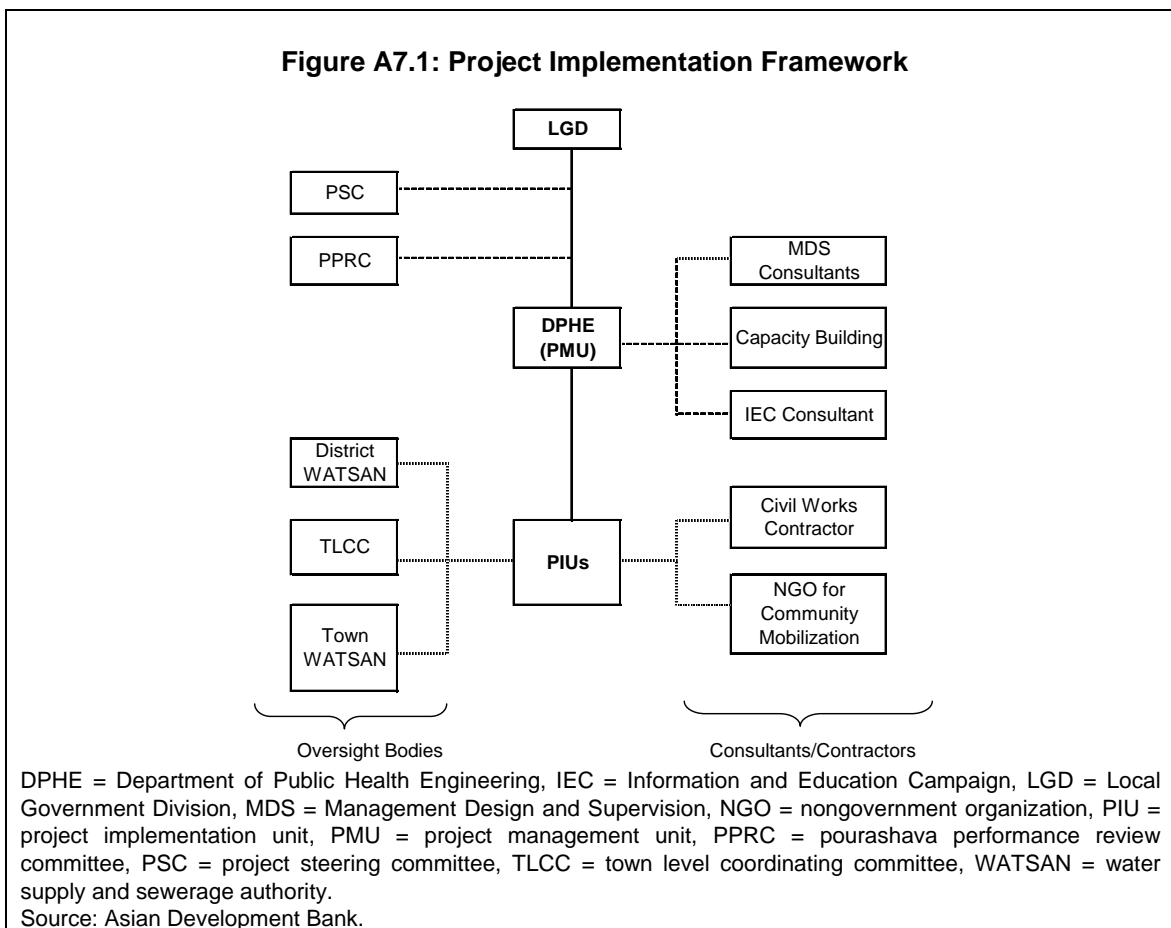 Figure A7.1: Project Implementation Framework
LGD
PSC
PPRC
MDS
Consultants
DPHE
(PMU)
Capacity Building
IEC Consultant
District
WATSAN
Civil Works
Contractor
TLCC
PIUs
NGO for
Community
Mobilization
Town
WATSAN
Oversight Bodies
Consultants/Contractors
DPHE = Department of Public Health Engineering, IEC = Information and Education Campaign, LGD = Local
Government Division, MDS = Management Design and Supervision, NGO = nongovernment organization, PIU =
project implementation unit, PMU = project management unit, PPRC = pourashava performance review
committee, PSC = project steering committee, TLCC = town level coordinating committee, WATSAN = water
supply and sewerage authority.
Source: Asian Development Bank.